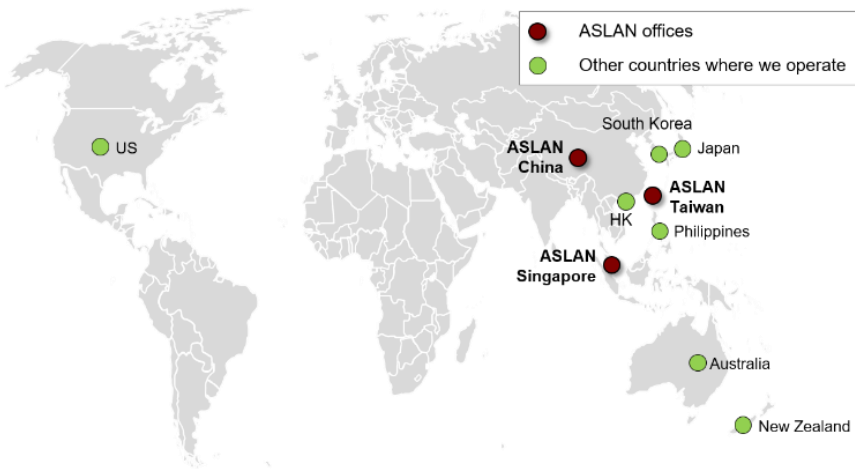 ASLAN offices
Other countries where we operate
South Korea
US
ASLAN
China
Japan
ASLAN
Taiwan
HK
Philippines
ASLAN
Singapore
Australia
New Zealand